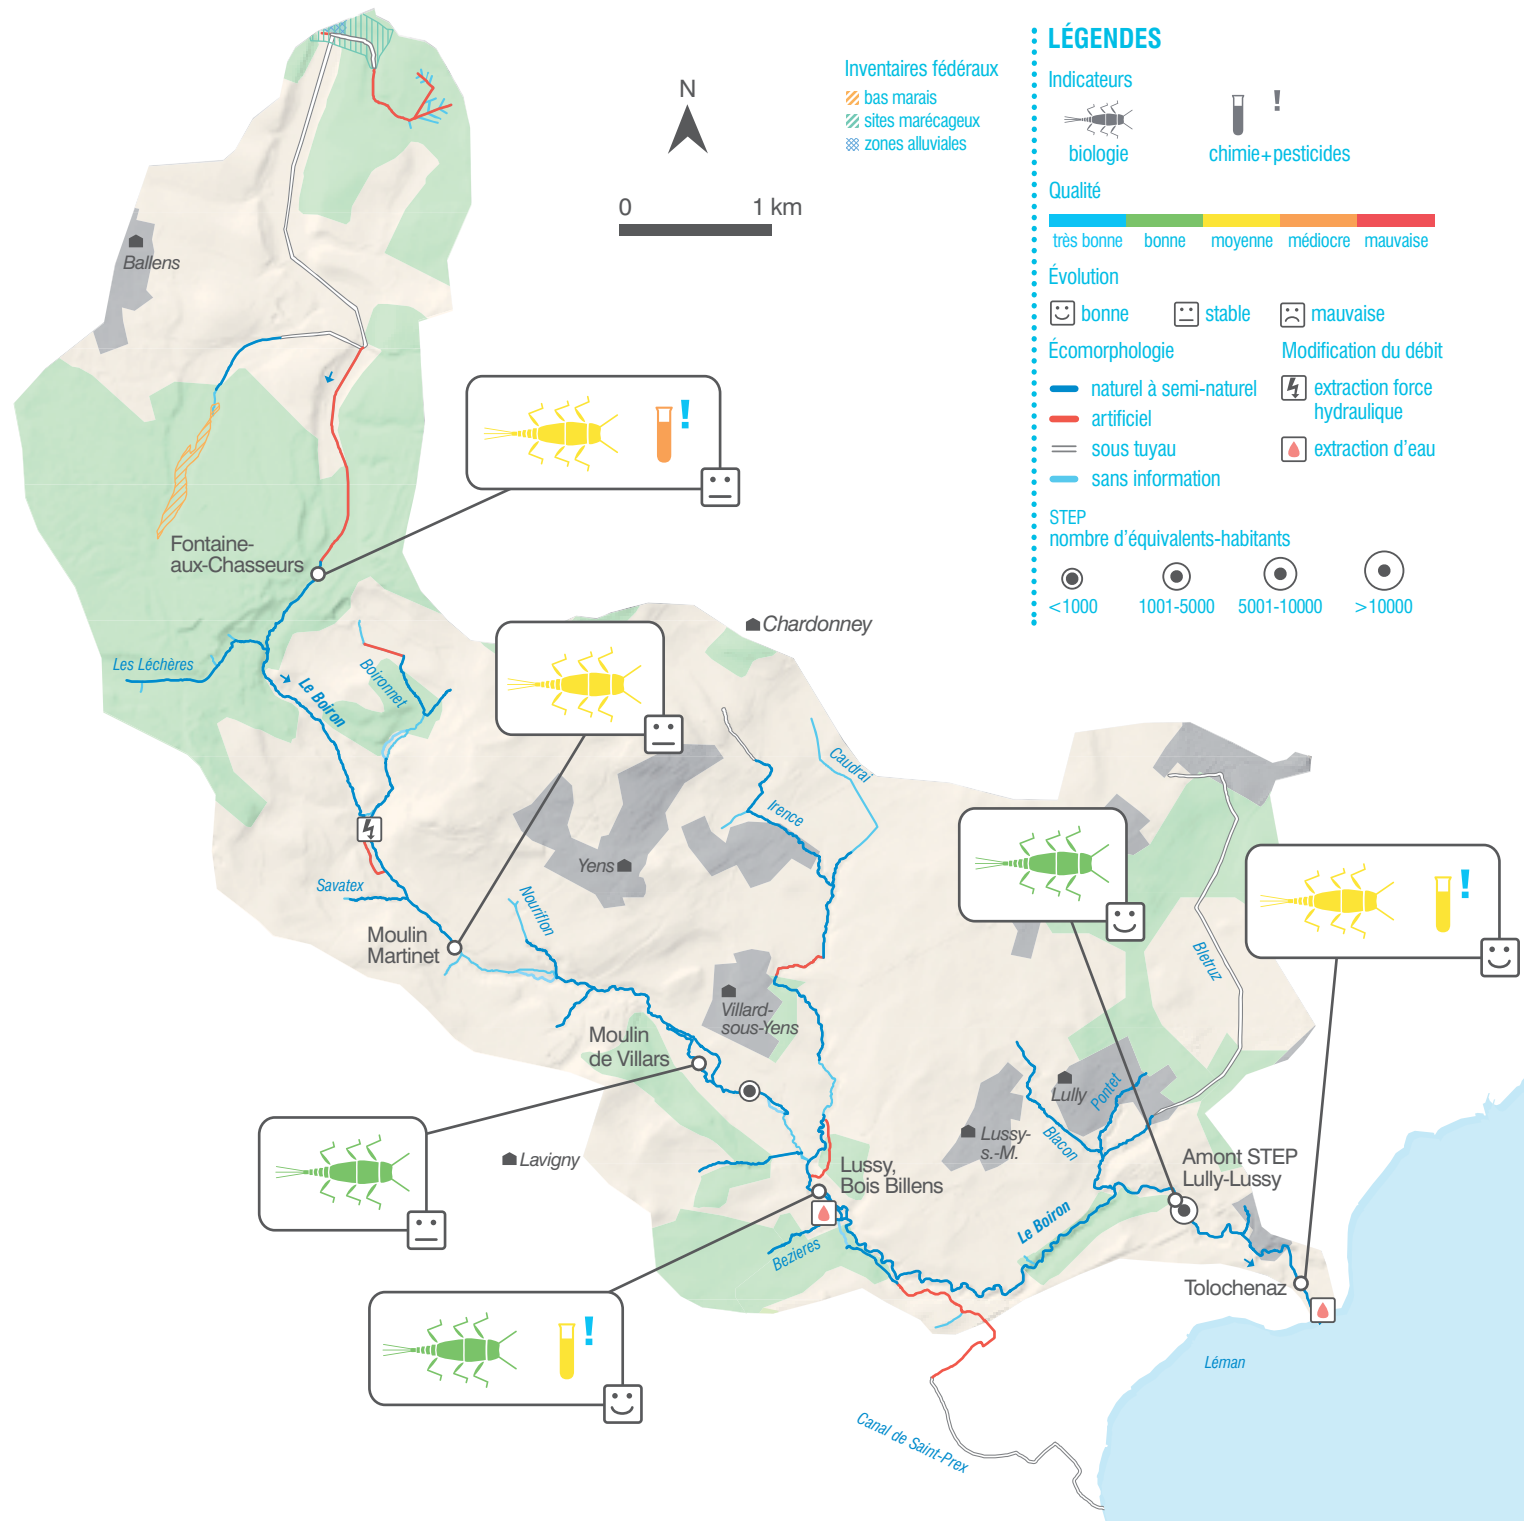 LÉGENDES
Indicateurs
biologie
!
chimie+pesticides
Qualité
très bonne
bonne
moyenne
médiocre
mauvaise
Évolution
bonne
stable
mauvaise
Écomorphologie
naturel à semi-naturel
artificiel
sous tuyau
sans information
Modification du débit
extraction force
hydraulique
extraction d’eau
STEP
nombre d’équivalents-habitants
<1000
1001-5000
5001-10000
>10000
Inventaires fédéraux
bas marais
sites marécageux
zones alluviales
N
0
1 km
Ballens
!
Fontaine-
aux-Chasseurs
Les Léchères
Le Boiron
Boironnet
Chardonney
Caudrai
Irence
Yens
Savatex
Nouriflon
Moulin
Martinet
!
Bletruz
Villard-
sous-Yens
Moulin
de Villars
Lully
Pontet
Blacon
Lussy-
s.-M.
Lavigny
Lussy,
Bois Billens
Amont STEP
Lully-Lussy
Le Boiron
Bezieres
Tolochenaz
!
Léman
Canal de Saint-Prex